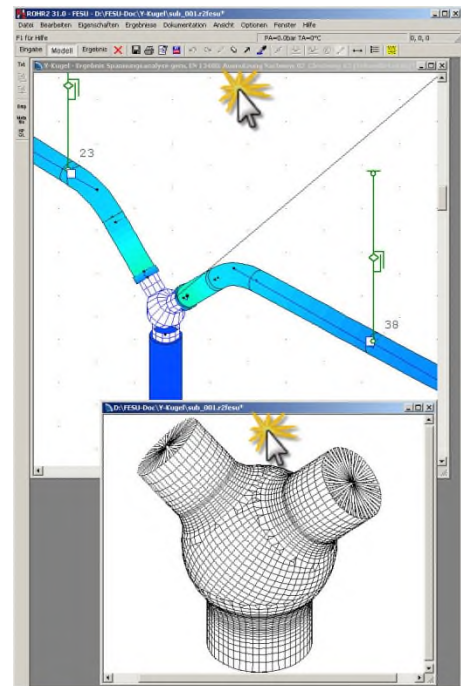 ROHR2 31.0 - FESU - D:\FESU-Doc\Y-Kugel\sub_001.r2fesu*
Datei Bearbeiten Eigenschaften Ergebnisse Dokumentation Ansicht Optionen Fenster Hilfe
F1 für Hilfe PA=0.0bar TA=0°C 0, 0, 0
Eingabe Modell Ergebnis
Y-Kugel - Ergebnis Spannungsanalyse gem. EN 13480:
23
38
D:\FESU-Doc\Y-Kugel\sub_001.r2fesu*